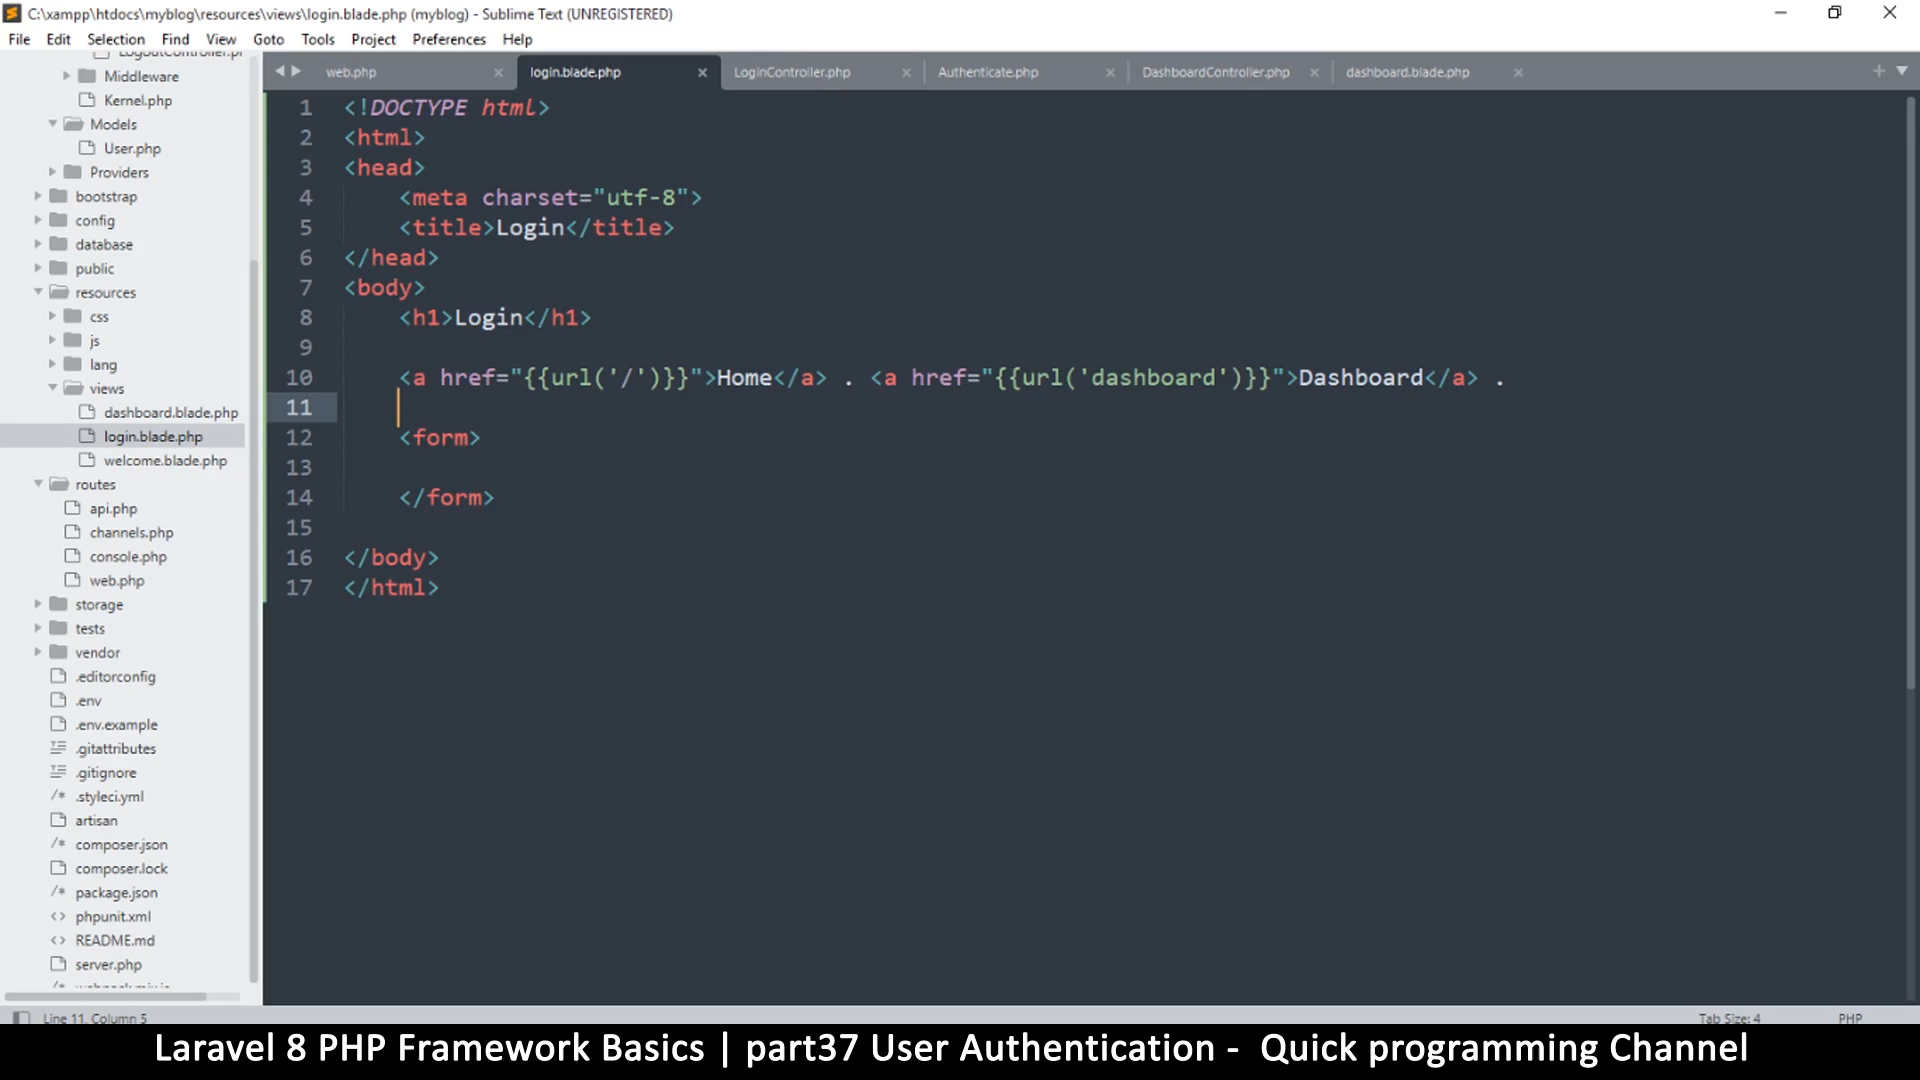 C:\xampp\htdocs\myblog\resources\views\login.blade.php (myblog) - Sublime Text (UNREGISTERED)
File Edit Selection Find View Goto Tools Project Preferences Help
LogoutController.p
Middleware
Kernel.php
Models
User.php
Providers
bootstrap
config
database
public
resources
css
js
lang
views
dashboard.blade.php
login.blade.php
welcome.blade.php
routes
api.php
channels.php
console.php
web.php
storage
tests
vendor
.editorconfig
.env
.env.example
.gitattributes
.gitignore
.styleci.yml
artisan
composer.json
composer.lock
package.json
phpunit.xml
README.md
server.php
web.php login.blade.php LoginController.php Authenticate.php DashboardController.php dashboard.blade.php
1 <!DOCTYPE html>
2 <html>
3 <head>
4 <meta charset="utf-8">
5 <title>Login</title>
6 </head>
7 <body>
8 <h1>Login</h1>
9
10 <a href="{{url('/')}}">Home</a> . <a href="{{url('dashboard')}}">Dashboard</a> .
11
12 <form>
13
14 </form>
15
16 </body>
17 </html>
Line 11, Column 5 Tab Size: 4 PHP
Laravel 8 PHP Framework Basics | part37 User Authentication - Quick programming Channel